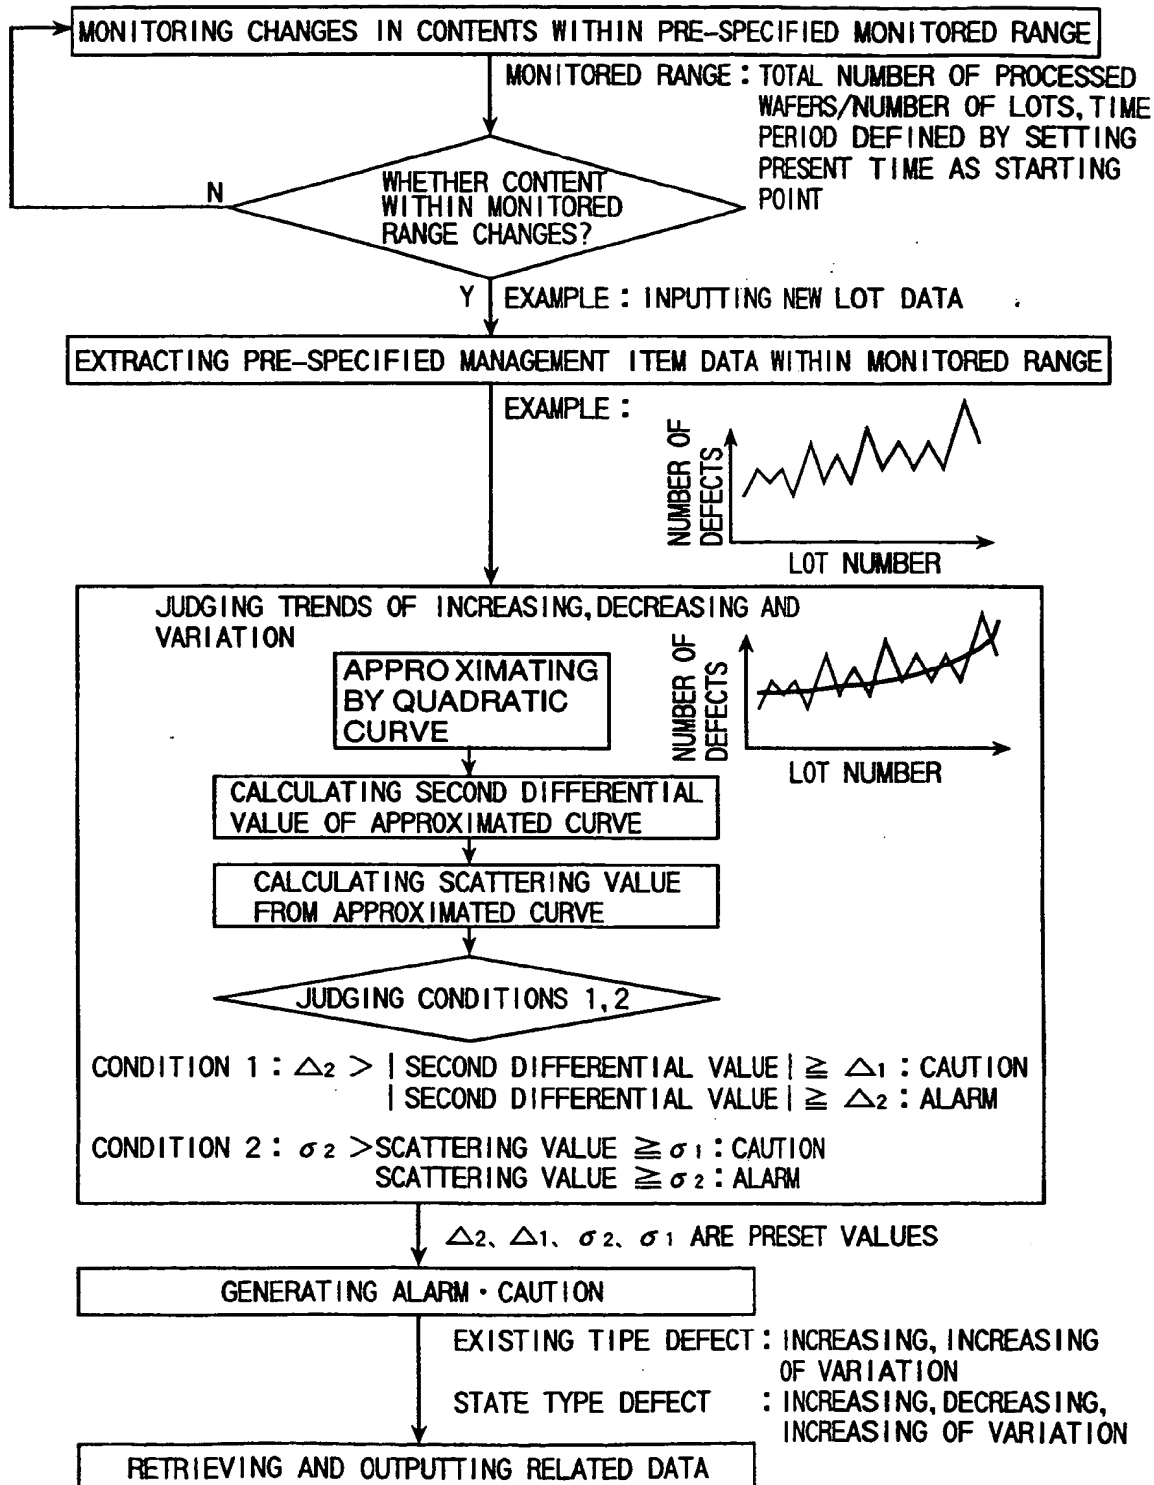 MONITORING CHANGES IN CONTENTS WITHIN PRE-SPECIFIED MONITORED RANGE
MONITORED RANGE : TOTAL NUMBER OF PROCESSED
WAFERS/NUMBER OF LOTS, TIME
PERIOD DEFINED BY SETTING
PRESENT TIME AS STARTING
POINT
N
WHETHER CONTENT
WITHIN MONITORED
RANGE CHANGES?
Y
EXAMPLE : INPUTTING NEW LOT DATA
EXTRACTING PRE-SPECIFIED MANAGEMENT ITEM DATA WITHIN MONITORED RANGE
EXAMPLE :
NUMBER OF
DEFECTS
LOT NUMBER
JUDGING TRENDS OF INCREASING, DECREASING AND
VARIATION
APPROXIMATING
BY QUADRATIC
CURVE
NUMBER OF
DEFECTS
LOT NUMBER
CALCULATING SECOND DIFFERENTIAL
VALUE OF APPROXIMATED CURVE
CALCULATING SCATTERING VALUE
FROM APPROXIMATED CURVE
JUDGING CONDITIONS 1, 2
CONDITION 1 : △2 > | SECOND DIFFERENTIAL VALUE | ≧ △1 : CAUTION
| SECOND DIFFERENTIAL VALUE | ≧ △2 : ALARM
CONDITION 2 : σ2 > SCATTERING VALUE ≧ σ1 : CAUTION
SCATTERING VALUE ≧ σ2 : ALARM
△2、△1、σ2、σ1 ARE PRESET VALUES
GENERATING ALARM・CAUTION
EXISTING TIPE DEFECT : INCREASING, INCREASING
OF VARIATION
STATE TYPE DEFECT : INCREASING, DECREASING,
INCREASING OF VARIATION
RETRIEVING AND OUTPUTTING RELATED DATA